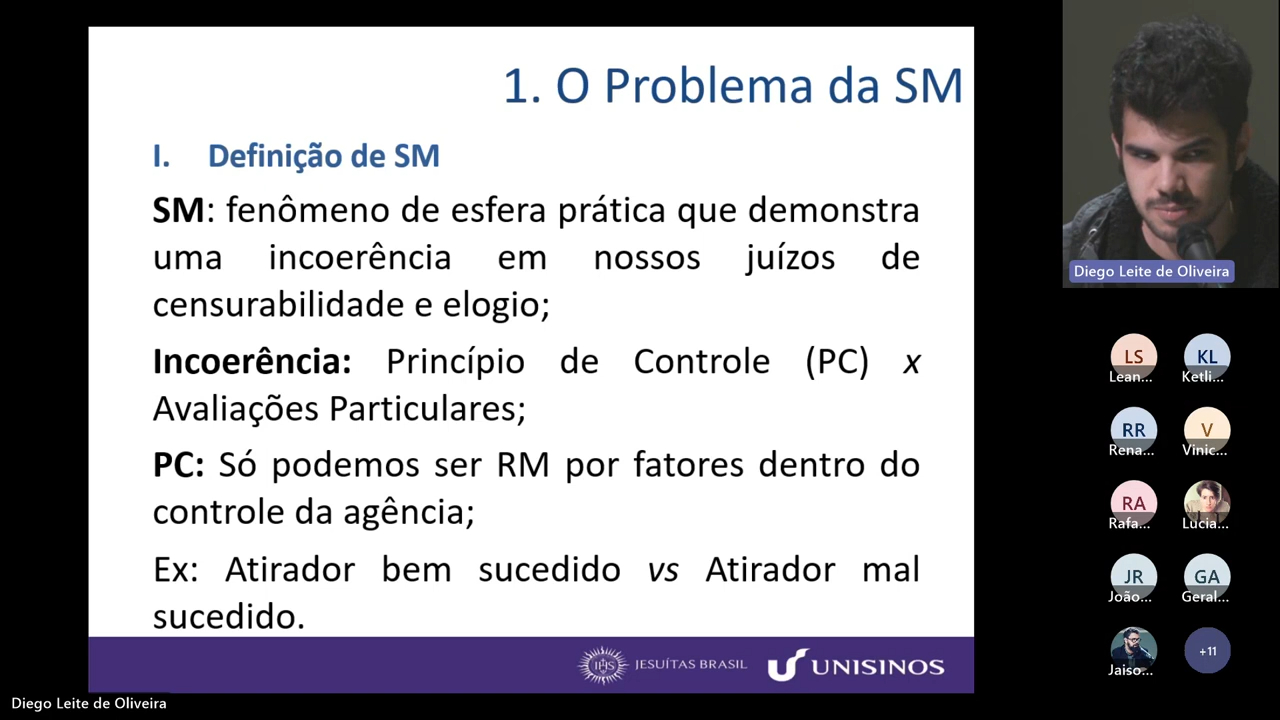 1. O Problema da SM
I. Definição de SM
SM: fenômeno de esfera prática que demonstra
uma incoerência em nossos juízos de
censurabilidade e elogio;
Incoerência: Princípio de Controle (PC) x
Avaliações Particulares;
PC: Só podemos ser RM por fatores dentro do
controle da agência;
Ex: Atirador bem sucedido vs Atirador mal
sucedido.
IHS JESUÍTAS BRASIL UNISINOS
Diego Leite de Oliveira
Diego Leite de Oliveira
LS KL
Lean... Ketli...
RR V
Rena... Vinic...
RA
Rafa... Lucia...
JR GA
João... Geral...
+11
Jaiso...